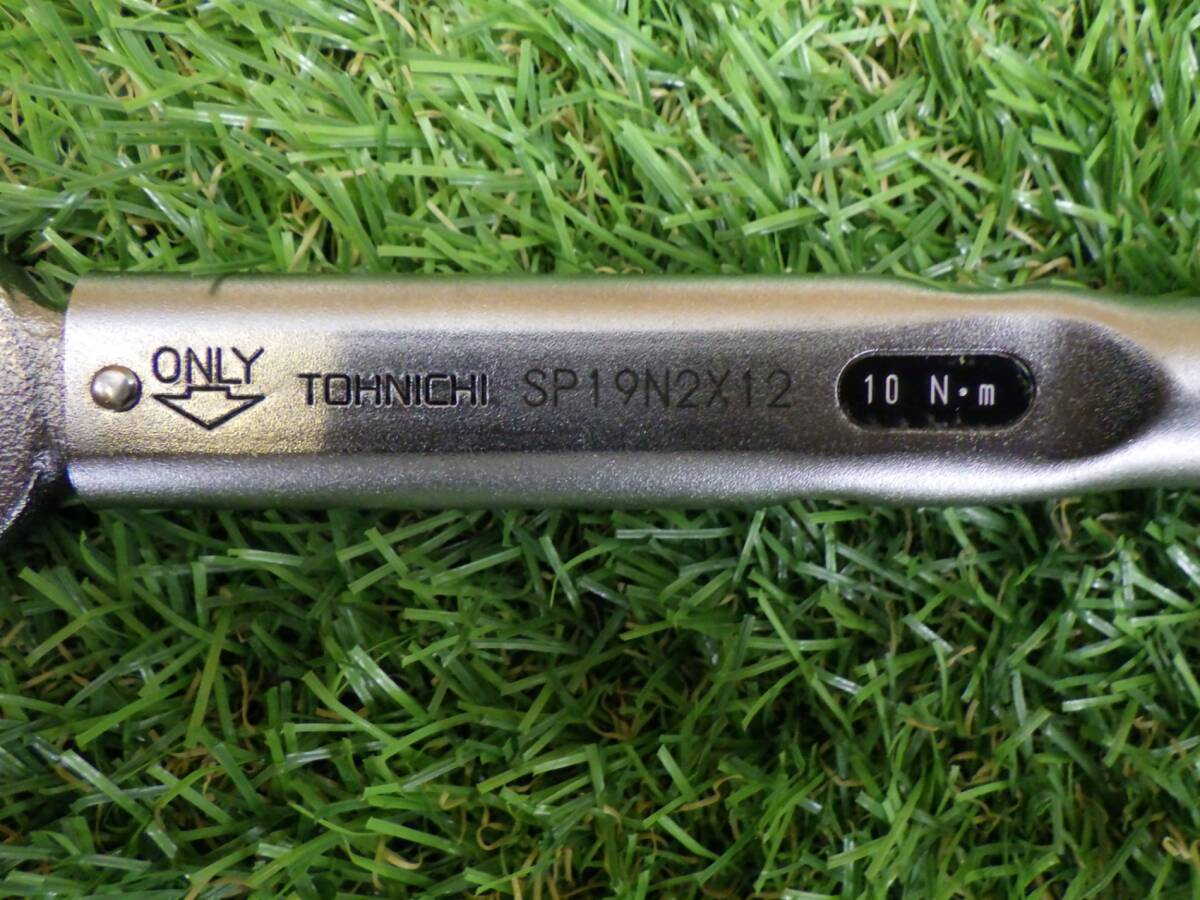 ONLY
TOHNICHI SP19N2X12
10 N·m